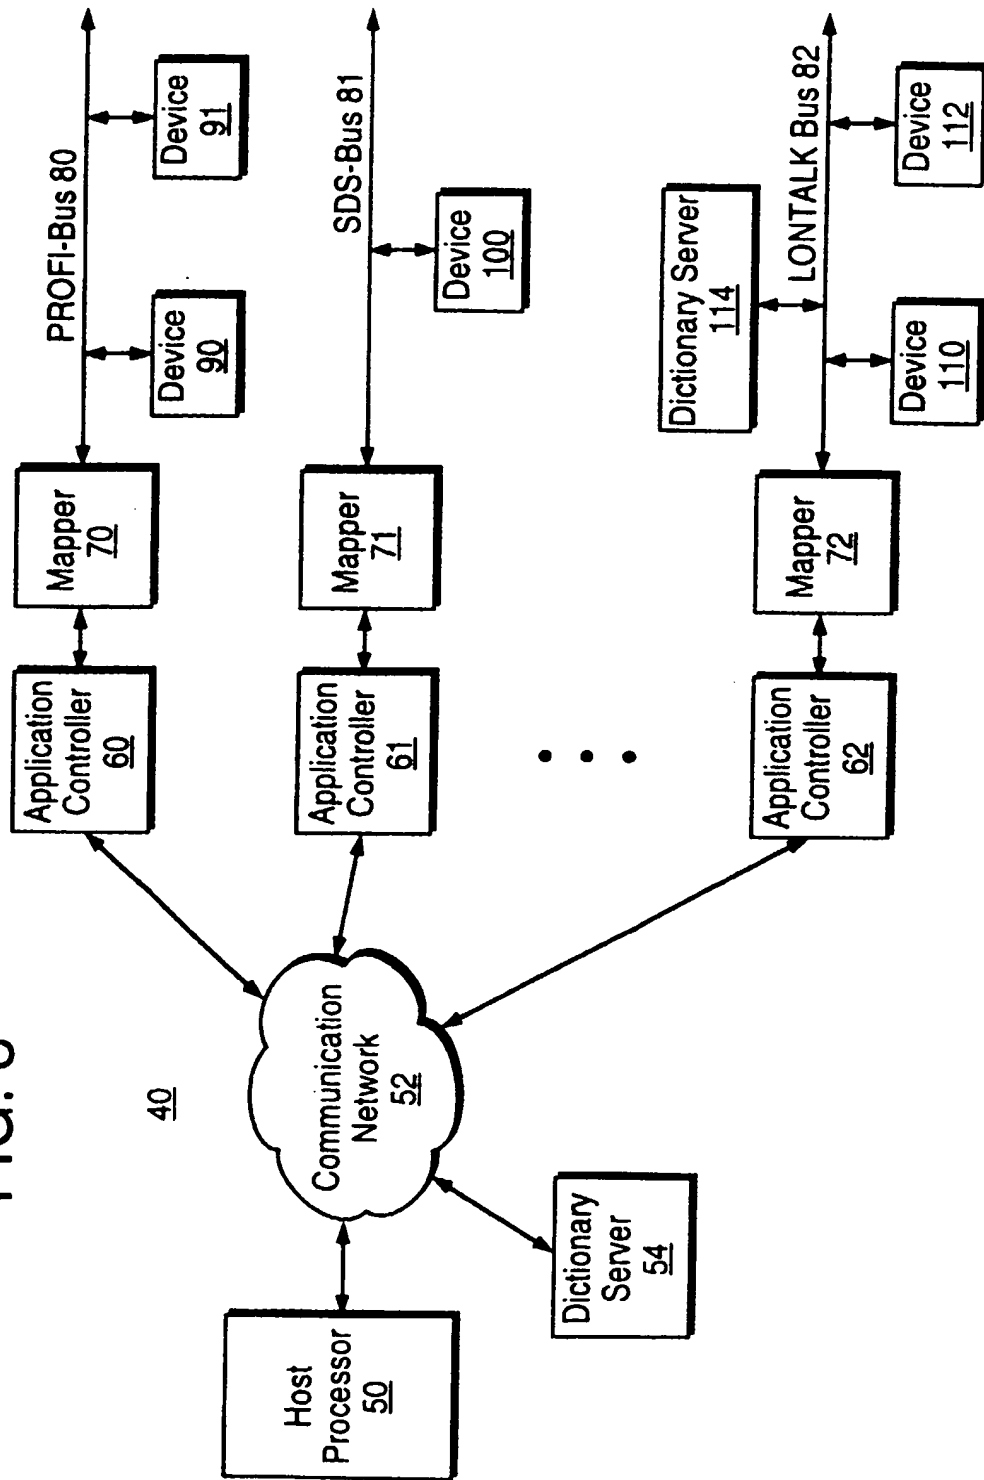 FIG.
40
Host
Processor
50
Communication
Network
52
Dictionary
Server
54
Application
Controller
60
Mapper
70
PROFI-Bus 80
Device
90
Device
91
Application
Controller
61
Mapper
71
SDS-Bus 81
Device
100
Application
Controller
62
Mapper
72
Dictionary Server
114
LONTALK Bus 82
Device
110
Device
112